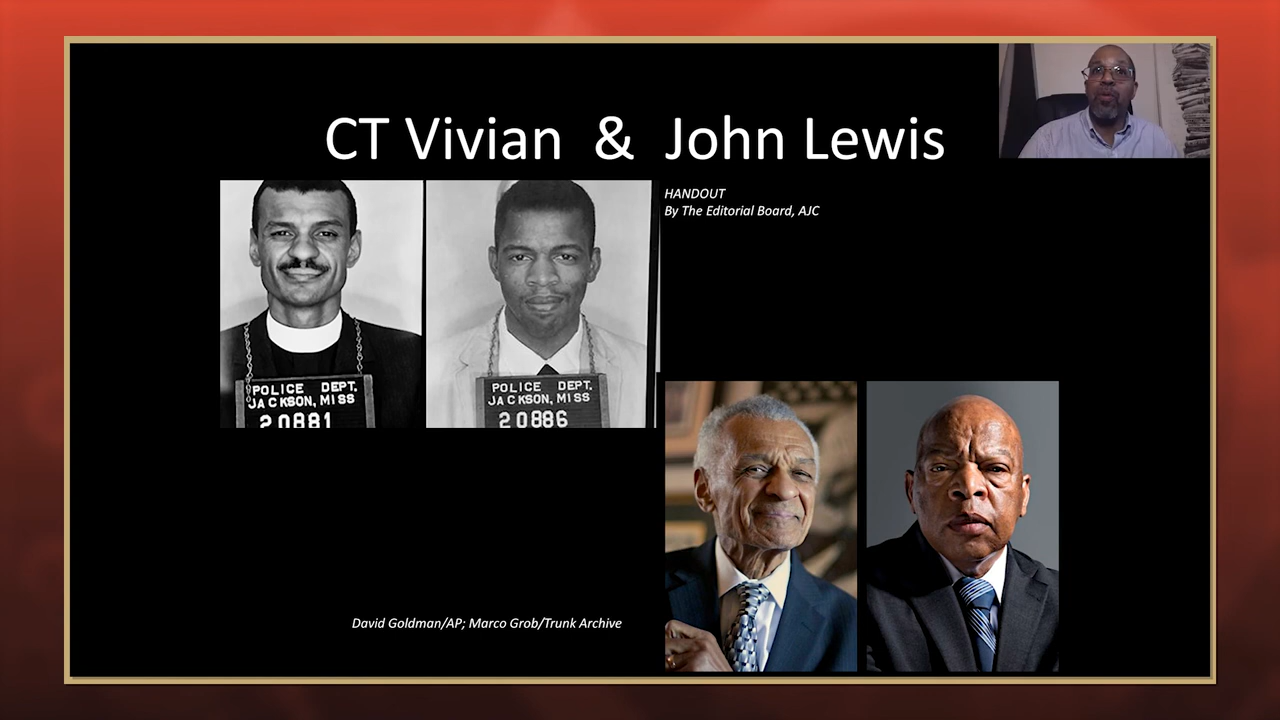 CT Vivian & John Lewis
HANDOUT
By The Editorial Board, AJC
POLICE DEPT.
JACKSON, MISS
20881
POLICE DEPT.
JACKSON, MISS
20886
David Goldman/AP; Marco Grob/Trunk Archive